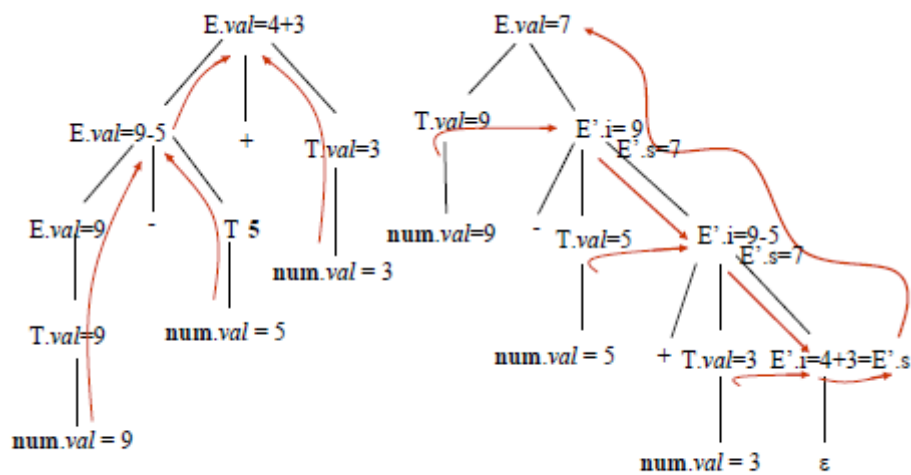 E.val=4+3
E.val=9-5
+
T.val=3
E.val=9
-
T 5
num.val = 3
T.val=9
num.val = 5
num.val = 9
E.val=7
T.val=9
E’.i= 9
E’.s=7
num.val=9
-
T.val=5
E’.i=9-5
E’.s=7
num.val = 5
+
T.val=3
E’.i=4+3=E’.s
num.val = 3
ε